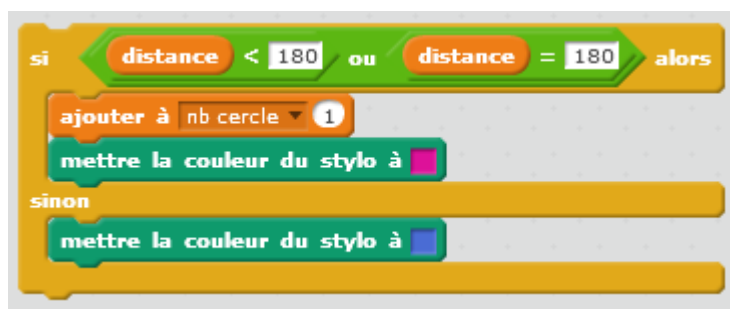 si distance < 180 ou distance = 180 alors
ajouter à nb cercle 1
mettre la couleur du stylo à
sinon
mettre la couleur du stylo à